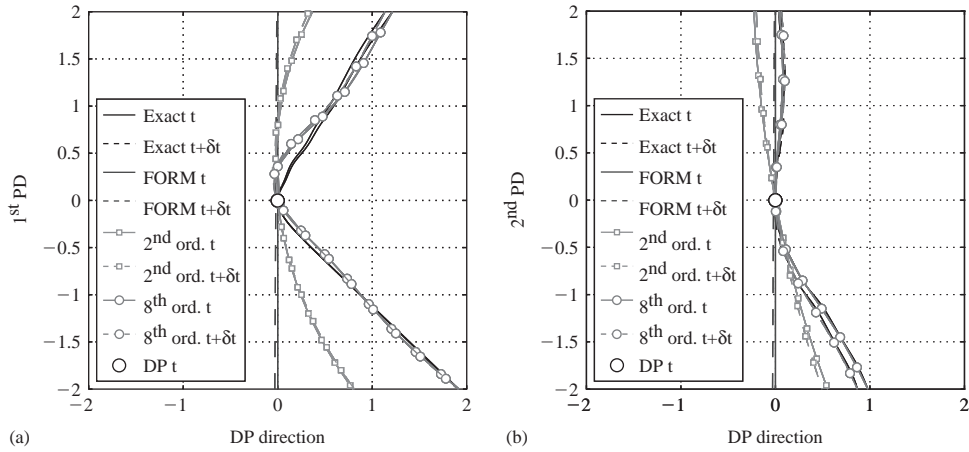 2
1.5
1
0.5
0
−0.5
−1
−1.5
−2
1st PD
Exact t
Exact t+δt
FORM t
FORM t+δt
2nd ord. t
2nd ord. t+δt
8th ord. t
8th ord. t+δt
DP t
−2
−1
0
1
2
(a)
DP direction
2
1.5
1
0.5
0
−0.5
−1
−1.5
−2
2nd PD
Exact t
Exact t+δt
FORM t
FORM t+δt
2nd ord. t
2nd ord. t+δt
8th ord. t
8th ord. t+δt
DP t
−2
−1
0
1
2
(b)
DP direction